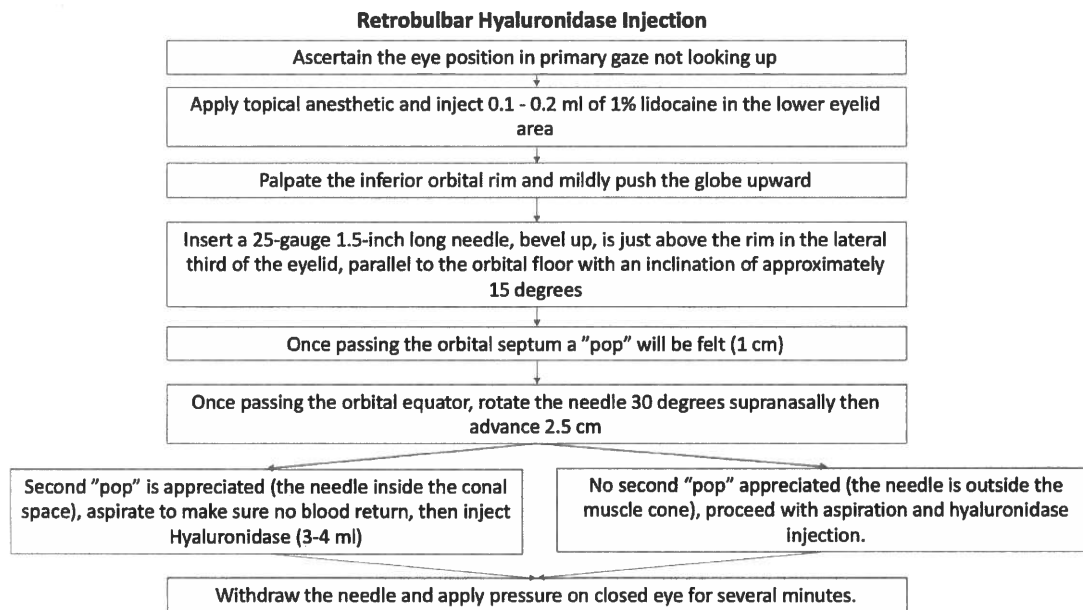 Retrobulbar Hyaluronidase Injection
Ascertain the eye position in primary gaze not looking up
Apply topical anesthetic and inject 0.1 - 0.2 ml of 1% lidocaine in the lower eyelid
area
Palpate the inferior orbital rim and mildly push the globe upward
Insert a 25-gauge 1.5-inch long needle, bevel up, is just above the rim in the lateral
third of the eyelid, parallel to the orbital floor with an inclination of approximately
15 degrees
Once passing the orbital septum a ”pop” will be felt (1 cm)
Once passing the orbital equator, rotate the needle 30 degrees supranasally then
advance 2.5 cm
Second ”pop” is appreciated (the needle inside the conal
space), aspirate to make sure no blood return, then inject
Hyaluronidase (3-4 ml)
No second ”pop” appreciated (the needle is outside the
muscle cone), proceed with aspiration and hyaluronidase
injection.
Withdraw the needle and apply pressure on closed eye for several minutes.